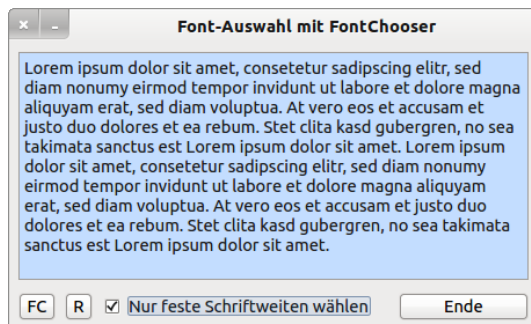 Font-Auswahl mit FontChooser
Lorem ipsum dolor sit amet, consetetur sadipscing elitr, sed
diam nonumy eirmod tempor invidunt ut labore et dolore magna
aliquyam erat, sed diam voluptua. At vero eos et accusam et
justo duo dolores et ea rebum. Stet clita kasd gubergren, no sea
takimata sanctus est Lorem ipsum dolor sit amet. Lorem ipsum
dolor sit amet, consetetur sadipscing elitr, sed diam nonumy
eirmod tempor invidunt ut labore et dolore magna aliquyam
erat, sed diam voluptua. At vero eos et accusam et justo duo
dolores et ea rebum. Stet clita kasd gubergren, no sea takimata
sanctus est Lorem ipsum dolor sit amet.
FC R Nur feste Schriftweiten wählen Ende